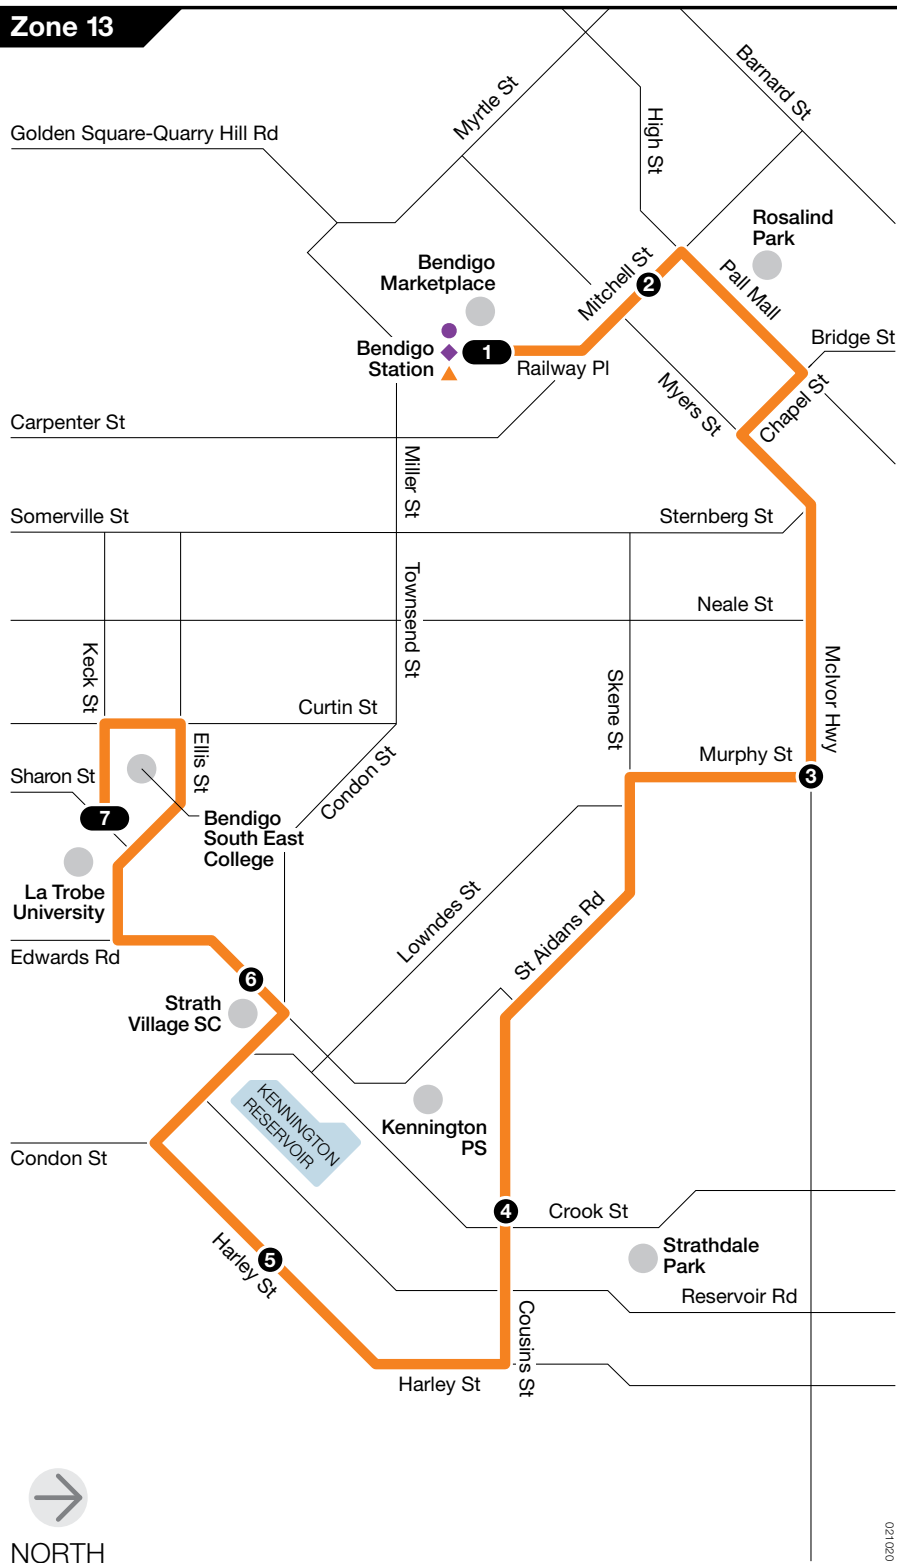 Zone 13
Barnard St
Myrtle St
High St
Golden Square-Quarry Hill Rd
Rosalind
Park
Bendigo
Marketplace
Mitchell St
2
Pall Mall
Bendigo
Station
1
Railway Pl
Bridge St
Myers St
Chapel St
Carpenter St
Miller St
Somerville St
Sternberg St
Townsend St
Neale St
Keck St
Skene St
McIvor Hwy
Curtin St
Ellis St
Condon St
Murphy St
3
Sharon St
7
Bendigo
South East
College
La Trobe
University
Lowndes St
St Aidans Rd
Edwards Rd
6
Strath
Village SC
KENNINGTON
RESERVOIR
Kennington
PS
Condon St
4
Crook St
Harley St
5
Strathdale
Park
Reservoir Rd
Cousins St
Harley St
NORTH
021020